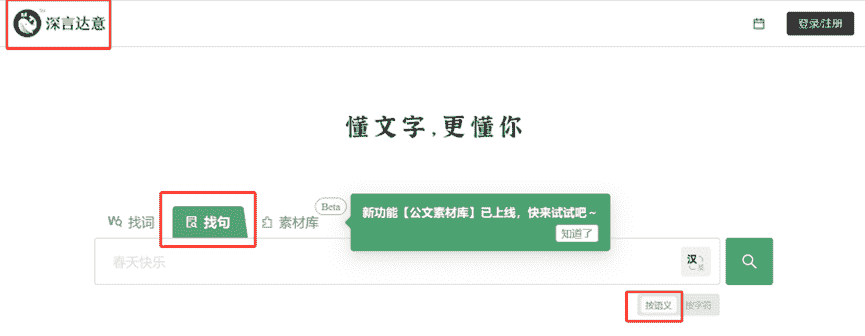 深言达意
登录/注册
懂文字,更懂你
找词
找句
素材库
Beta
新功能【公文素材库】已上线，快来试试吧~
知道了
春天快乐
汉
按语义
按字符